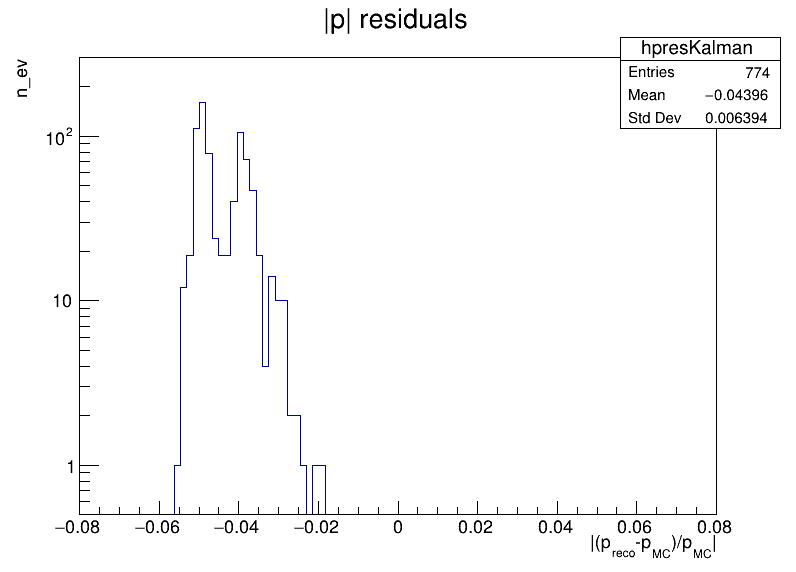 |p| residuals
hpresKalman
Entries 774
Mean −0.04396
Std Dev 0.006394
n_ev
10²
10
1
−0.08 −0.06 −0.04 −0.02 0 0.02 0.04 0.06 0.08
|(p_reco-p_MC)/p_MC|